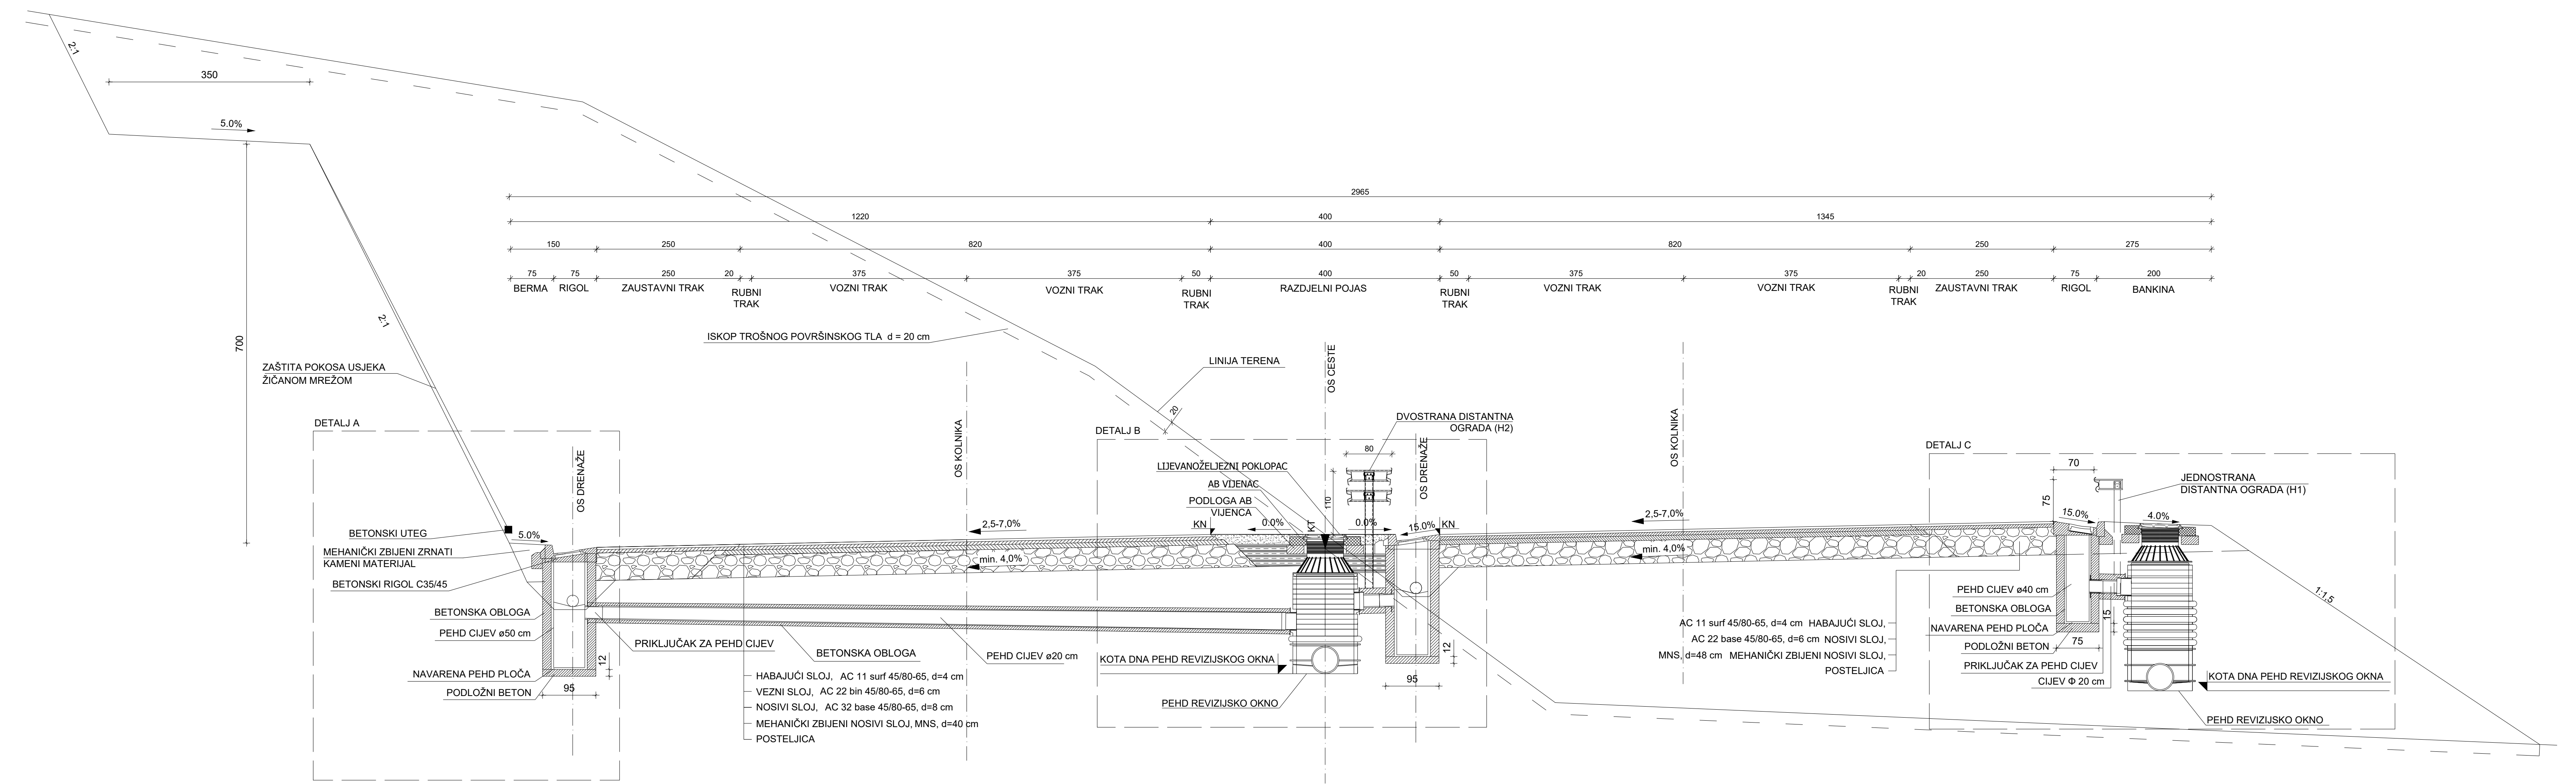 2:1
350
5.0%
700
2:1
2965
1220
400
1345
150
250
820
400
820
250
275
75
75
250
20
375
375
50
400
50
375
375
20
250
75
200
BERMA
RIGOL
ZAUSTAVNI TRAK
RUBNI
TRAK
VOZNI TRAK
VOZNI TRAK
RUBNI
TRAK
RAZDJELNI POJAS
RUBNI
TRAK
VOZNI TRAK
VOZNI TRAK
RUBNI
TRAK
ZAUSTAVNI TRAK
RIGOL
BANKINA
ISKOP TROŠNOG POVRŠINSKOG TLA d = 20 cm
LINIJA TERENA
20
ZAŠTITA POKOSA USJEKA
ŽIČANOM MREŽOM
DETALJ A
OS DRENAŽE
BETONSKI UTEG
5.0%
MEHANIČKI ZBIJENI ZRNATI
KAMENI MATERIJAL
BETONSKI RIGOL C35/45
BETONSKA OBLOGA
PEHD CIJEV ø50 cm
NAVARENA PEHD PLOČA
PODLOŽNI BETON
12
95
PRIKLJUČAK ZA PEHD CIJEV
BETONSKA OBLOGA
PEHD CIJEV ø20 cm
HABAJUĆI SLOJ, AC 11 surf 45/80-65, d=4 cm
VEZNI SLOJ, AC 22 bin 45/80-65, d=6 cm
NOSIVI SLOJ, AC 32 base 45/80-65, d=8 cm
MEHANIČKI ZBIJENI NOSIVI SLOJ, MNS, d=40 cm
POSTELJICA
OS KOLNIKA
2,5-7,0%
min. 4,0%
DETALJ B
OS CESTE
DVOSTRANA DISTANTNA
OGRADA (H2)
80
110
OS DRENAŽE
LIJEVANOŽELJEZNI POKLOPAC
AB VIJENAC
PODLOGA AB
VIJENCA
KN
0.0%
KT
0.0%
15.0%
KN
KOTA DNA PEHD REVIZIJSKOG OKNA
PEHD REVIZIJSKO OKNO
12
95
OS KOLNIKA
2,5-7,0%
min. 4,0%
AC 11 surf 45/80-65, d=4 cm HABAJUĆI SLOJ,
AC 22 base 45/80-65, d=6 cm NOSIVI SLOJ,
MNS, d=48 cm MEHANIČKI ZBIJENI NOSIVI SLOJ,
POSTELJICA
DETALJ C
70
75
JEDNOSTRANA
DISTANTNA OGRADA (H1)
15.0%
4.0%
PEHD CIJEV ø40 cm
BETONSKA OBLOGA
NAVARENA PEHD PLOČA
PODLOŽNI BETON
PRIKLJUČAK ZA PEHD CIJEV
CIJEV Φ 20 cm
15
75
KOTA DNA PEHD REVIZIJSKOG OKNA
PEHD REVIZIJSKO OKNO
1:1,5